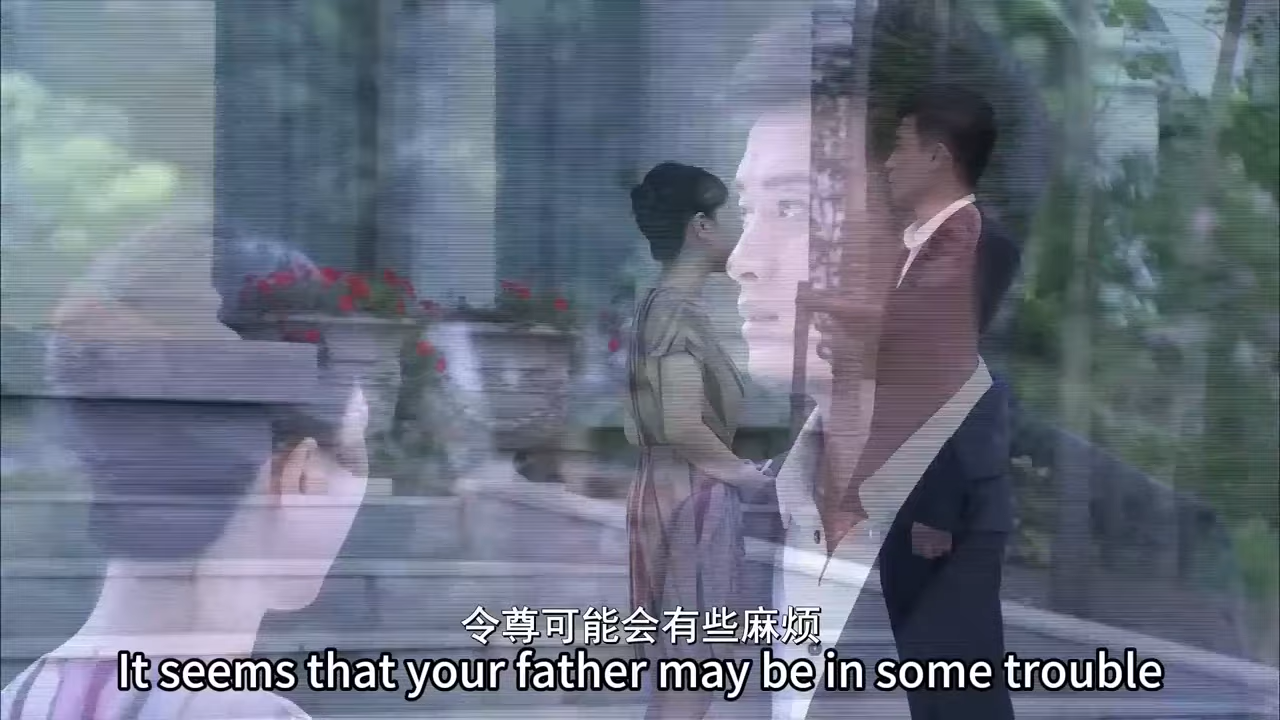 令尊可能会有些麻烦
It seems that your father may be in some trouble